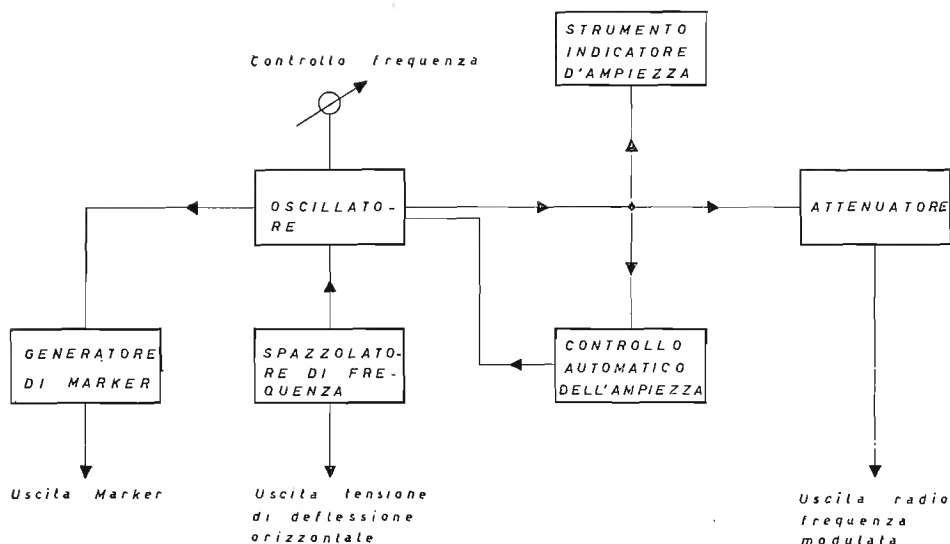 STRUMENTO
INDICATORE
D'AMPIEZZA
Controllo frequenza
OSCILLATO-
RE
ATTENUATORE
GENERATORE
DI MARKER
SPAZZOLATO-
RE DI FRE-
QUENZA
CONTROLLO
AUTOMATICO
DELL'AMPIEZZA
Uscita Marker
Uscita tensione
di deflessione
orizzontale
Uscita radio
frequenza
modulata